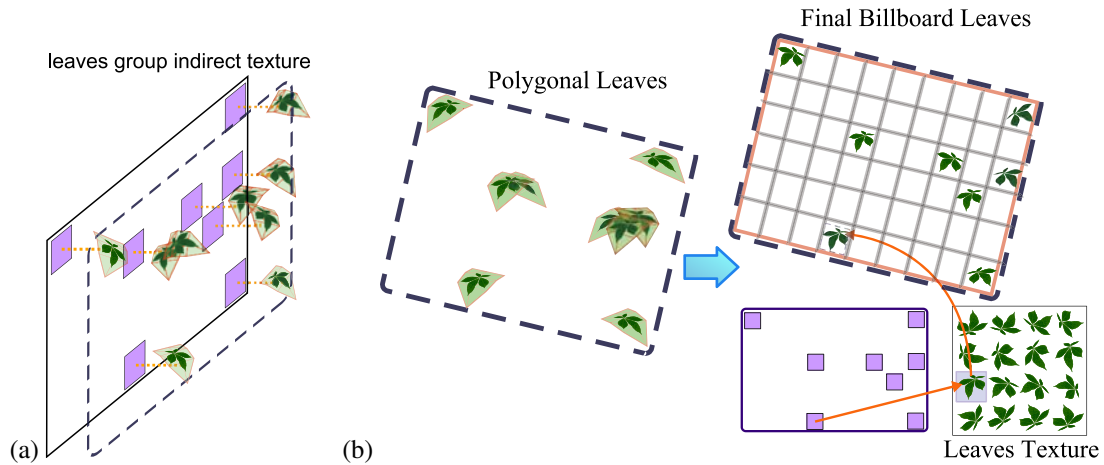 Final Billboard Leaves
leaves group indirect texture
Polygonal Leaves
(a)
(b)
Leaves Texture